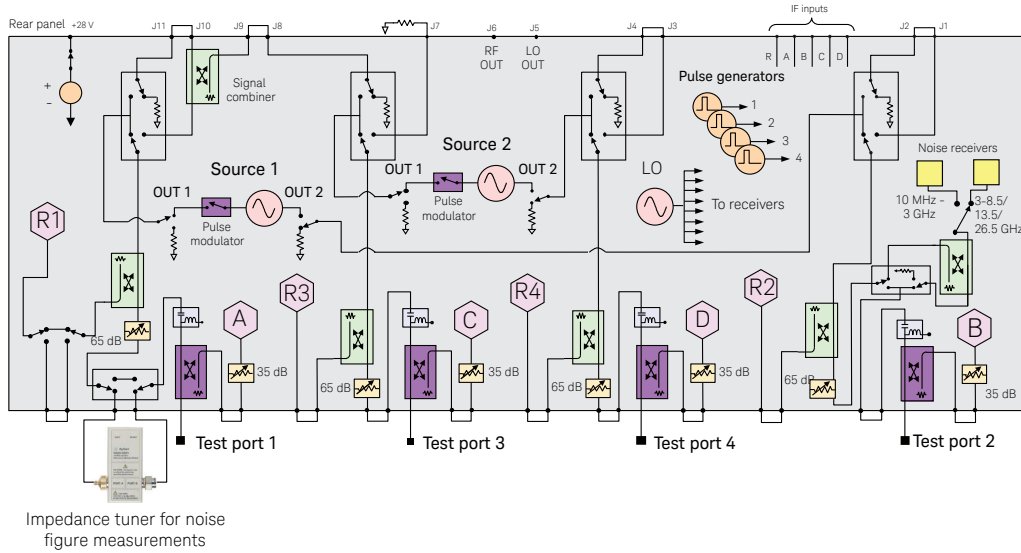 Rear panel +28 V J11 J10 J9 J8 J7 J6 J5 J4 J3 IF inputs J2 J1
RF OUT
LO OUT
R A B C D
+
-
Signal combiner
Pulse generators
1
2
3
4
Source 1
OUT 1
OUT 2
Pulse modulator
Source 2
OUT 1
OUT 2
Pulse modulator
LO
To receivers
Noise receivers
10 MHz - 3 GHz
3-8.5/
13.5/
26.5 GHz
R1
R3
R4
R2
A
C
D
B
65 dB
35 dB
65 dB
35 dB
65 dB
35 dB
65 dB
35 dB
Test port 1
Test port 3
Test port 4
Test port 2
Impedance tuner for noise
figure measurements